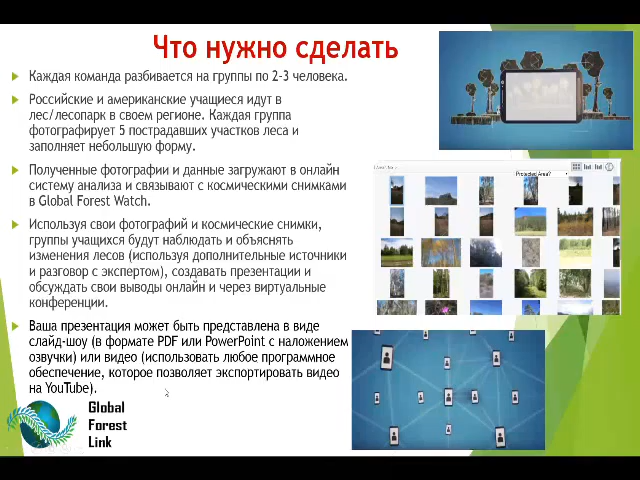 Что нужно сделать
Каждая команда разбивается на группы по 2-3 человека.
Российские и американские учащиеся идут в
лес/лесопарк в своем регионе. Каждая группа
фотографирует 5 пострадавших участков леса и
заполняет небольшую форму.
Полученные фотографии и данные загружают в онлайн
систему анализа и связывают с космическими снимками
в Global Forest Watch.
Используя свои фотографий и космические снимки,
группы учащихся будут наблюдать и объяснять
изменения лесов (используя дополнительные источники
и разговор с экспертом), создавать презентации и
обсуждать свои выводы онлайн и через виртуальные
конференции.
Ваша презентация может быть представлена в виде
слайд-шоу (в формате PDF или PowerPoint с наложением
озвучки) или видео (использовать любое программное
обеспечение, которое позволяет экспортировать видео
на YouTube).
Global
Forest
Link
Protected Area?